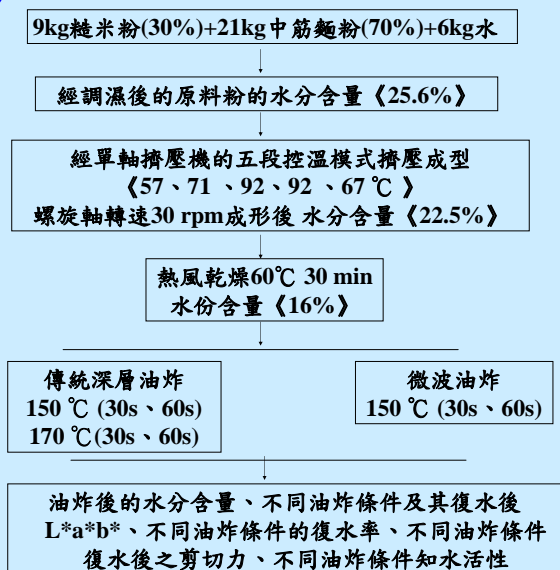 9kg糙米粉(30%)+21kg中筋麵粉(70%)+6kg水
經調濕後的原料粉的水分含量《25.6%》
經單軸擠壓機的五段控溫模式擠壓成型
《57、71 、92、92 、67 ℃ 》
螺旋軸轉速30 rpm成形後 水分含量《22.5%》
熱風乾燥60℃ 30 min
水份含量《16%》
傳統深層油炸
150 ℃ (30s、60s)
170 ℃(30s、60s)
微波油炸
150 ℃ (30s、60s)
油炸後的水分含量、不同油炸條件及其復水後
L*a*b*、不同油炸條件的復水率、不同油炸條件
復水後之剪切力、不同油炸條件知水活性